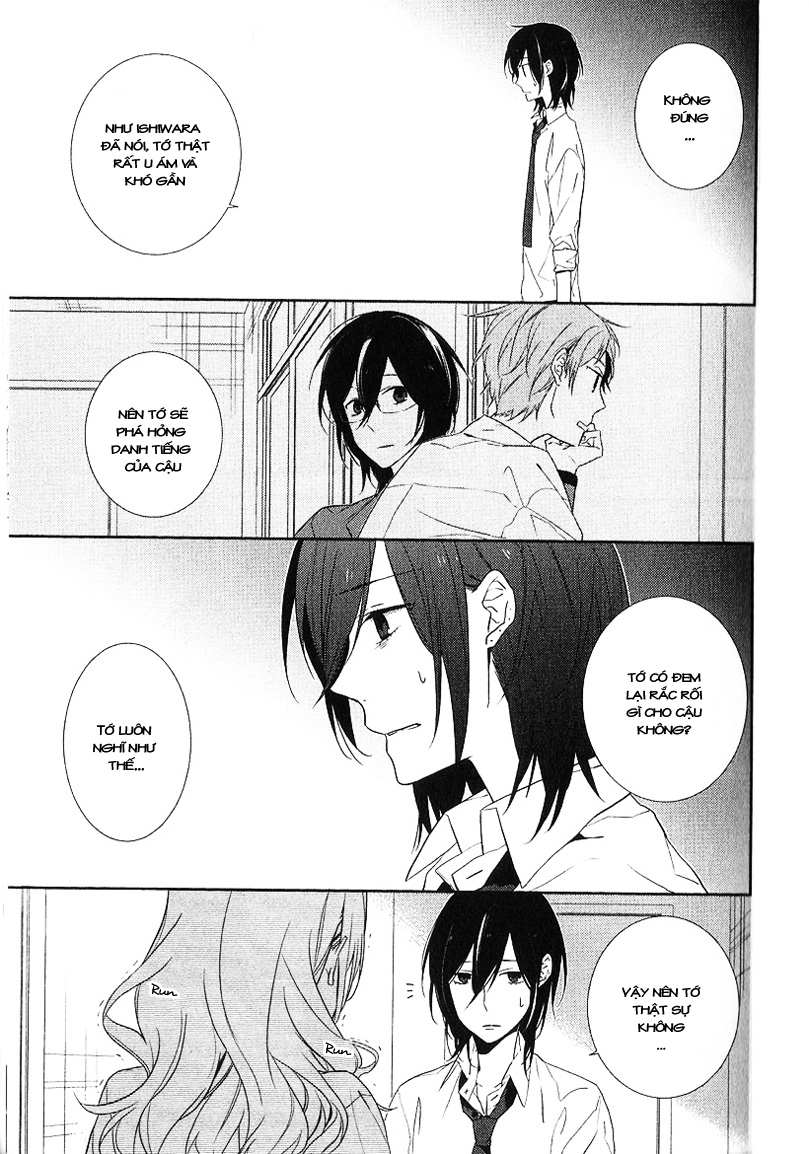 KHÔNG
ĐÚNG
...
NHƯ ISHIWARA
ĐÃ NÓI, TỚ THẬT
RẤT U ÁM VÀ
KHÓ GẦN
NÊN TỚ SẼ
PHÁ HỎNG
DANH TIẾNG
CỦA CẬU
TỚ CÓ ĐEM
LẠI RẮC RỐI
GÌ CHO CẬU
KHÔNG?
TỚ LUÔN
NGHĨ NHƯ
THẾ...
VẬY NÊN TỚ
THẬT SỰ
KHÔNG
...
Run
Run